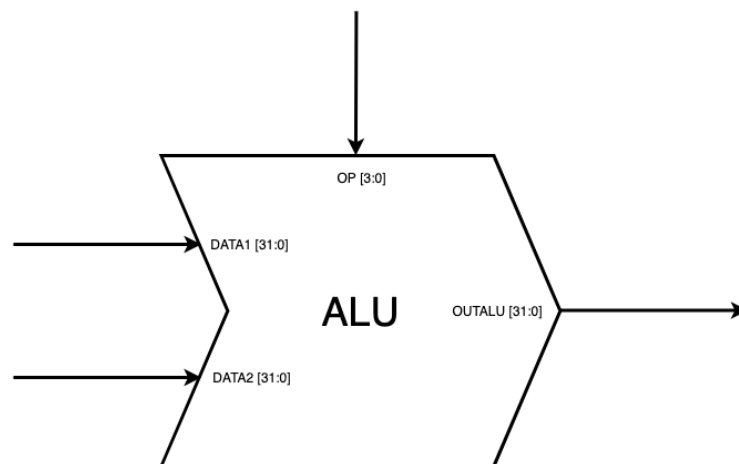 OP [3:0]
DATA1 [31:0]
ALU
OUTALU [31:0]
DATA2 [31:0]